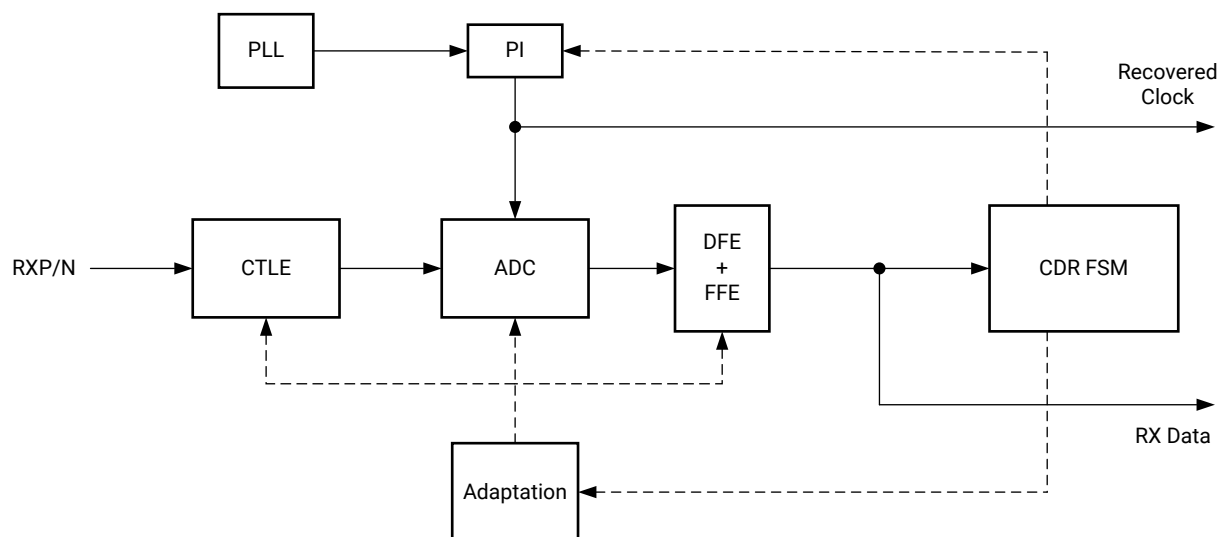 PLL
PI
Recovered
Clock
RXP/N
CTLE
ADC
DFE
+
FFE
CDR FSM
RX Data
Adaptation